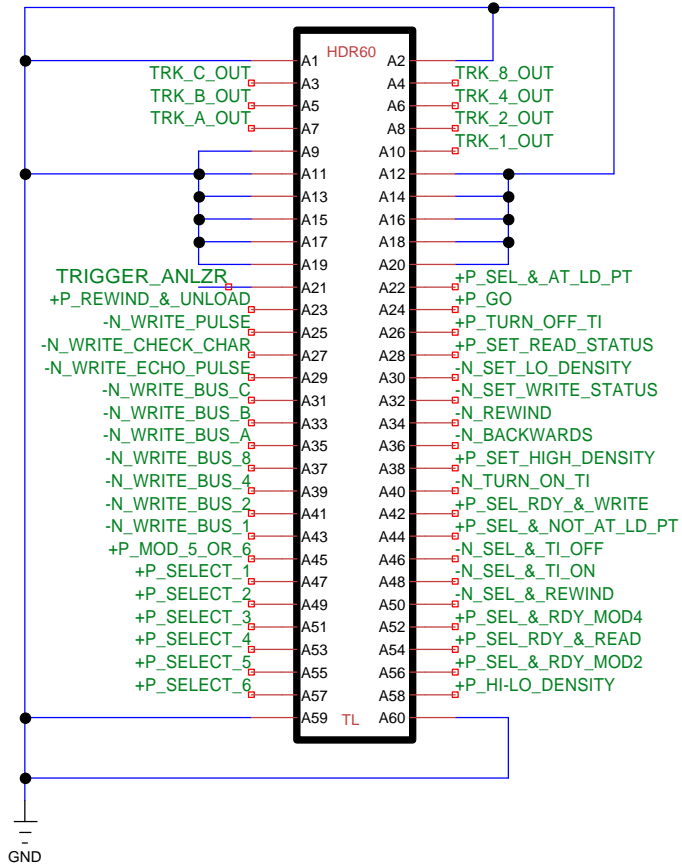 HDR60
A1 A2
TRK_C_OUT A3 A4 TRK_8_OUT
TRK_B_OUT A5 A6 TRK_4_OUT
TRK_A_OUT A7 A8 TRK_2_OUT
A9 A10 TRK_1_OUT
A11 A12
A13 A14
A15 A16
A17 A18
A19 A20
TRIGGER_ANLZR A21 A22 +P_SEL_&_AT_LD_PT
+P_REWIND_&_UNLOAD A23 A24 +P_GO
-N_WRITE_PULSE A25 A26 +P_TURN_OFF_TI
-N_WRITE_CHECK_CHAR A27 A28 +P_SET_READ_STATUS
-N_WRITE_ECHO_PULSE A29 A30 -N_SET_LO_DENSITY
-N_WRITE_BUS_C A31 A32 -N_SET_WRITE_STATUS
-N_WRITE_BUS_B A33 A34 -N_REWIND
-N_WRITE_BUS_A A35 A36 -N_BACKWARDS
-N_WRITE_BUS_8 A37 A38 +P_SET_HIGH_DENSITY
-N_WRITE_BUS_4 A39 A40 -N_TURN_ON_TI
-N_WRITE_BUS_2 A41 A42 +P_SEL_RDY_&_WRITE
-N_WRITE_BUS_1 A43 A44 +P_SEL_&_NOT_AT_LD_PT
+P_MOD_5_OR_6 A45 A46 -N_SEL_&_TI_OFF
+P_SELECT_1 A47 A48 -N_SEL_&_TI_ON
+P_SELECT_2 A49 A50 -N_SEL_&_REWIND
+P_SELECT_3 A51 A52 +P_SEL_&_RDY_MOD4
+P_SELECT_4 A53 A54 +P_SEL_RDY_&_READ
+P_SELECT_5 A55 A56 +P_SEL_&_RDY_MOD2
+P_SELECT_6 A57 A58 +P_HI-LO_DENSITY
A59 TL A60
GND